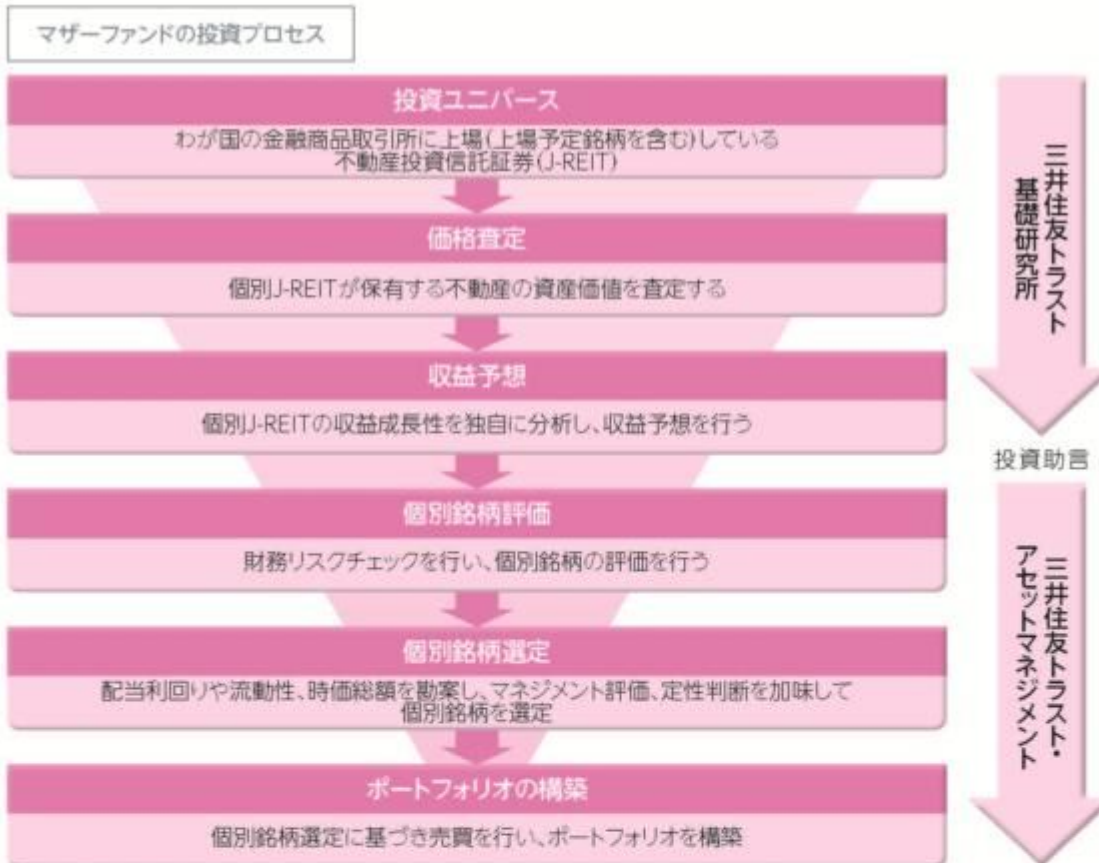 マザーファンドの投資プロセス
投資ユニバース
わが国の金融商品取引所に上場(上場予定銘柄を含む)している
不動産投資信託証券(J-REIT)
価格査定
個別J-REITが保有する不動産の資産価値を査定する
収益予想
個別J-REITの収益成長性を独自に分析し、収益予想を行う
個別銘柄評価
財務リスクチェックを行い、個別銘柄の評価を行う
個別銘柄選定
配当利回りや流動性、時価総額を勘案し、マネジメント評価、定性判断を加味して
個別銘柄を選定
ポートフォリオの構築
個別銘柄選定に基づき売買を行い、ポートフォリオを構築
三井住友トラスト
基礎研究所
投資助言
三井住友トラスト・
アセットマネジメント